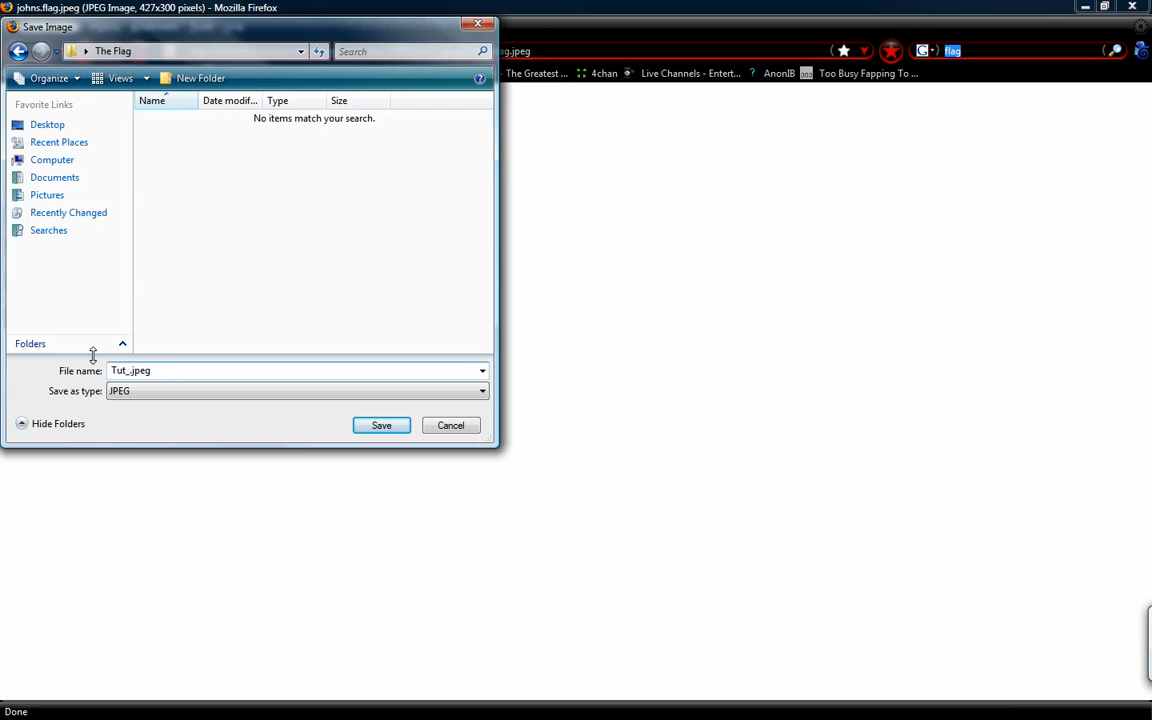 johns.flag.jpeg (JPEG Image, 427x300 pixels) - Mozilla Firefox
Save Image
The Flag
Search
g.jpeg
flag
Organize
Views
New Folder
The Greatest ...
4chan
Live Channels - Entert...
AnonIB
Too Busy Fapping To ...
Favorite Links
Name
Date modif...
Type
Size
No items match your search.
Desktop
Recent Places
Computer
Documents
Pictures
Recently Changed
Searches
Folders
File name:
Tut_.jpeg
Save as type:
JPEG
Hide Folders
Save
Cancel
Done